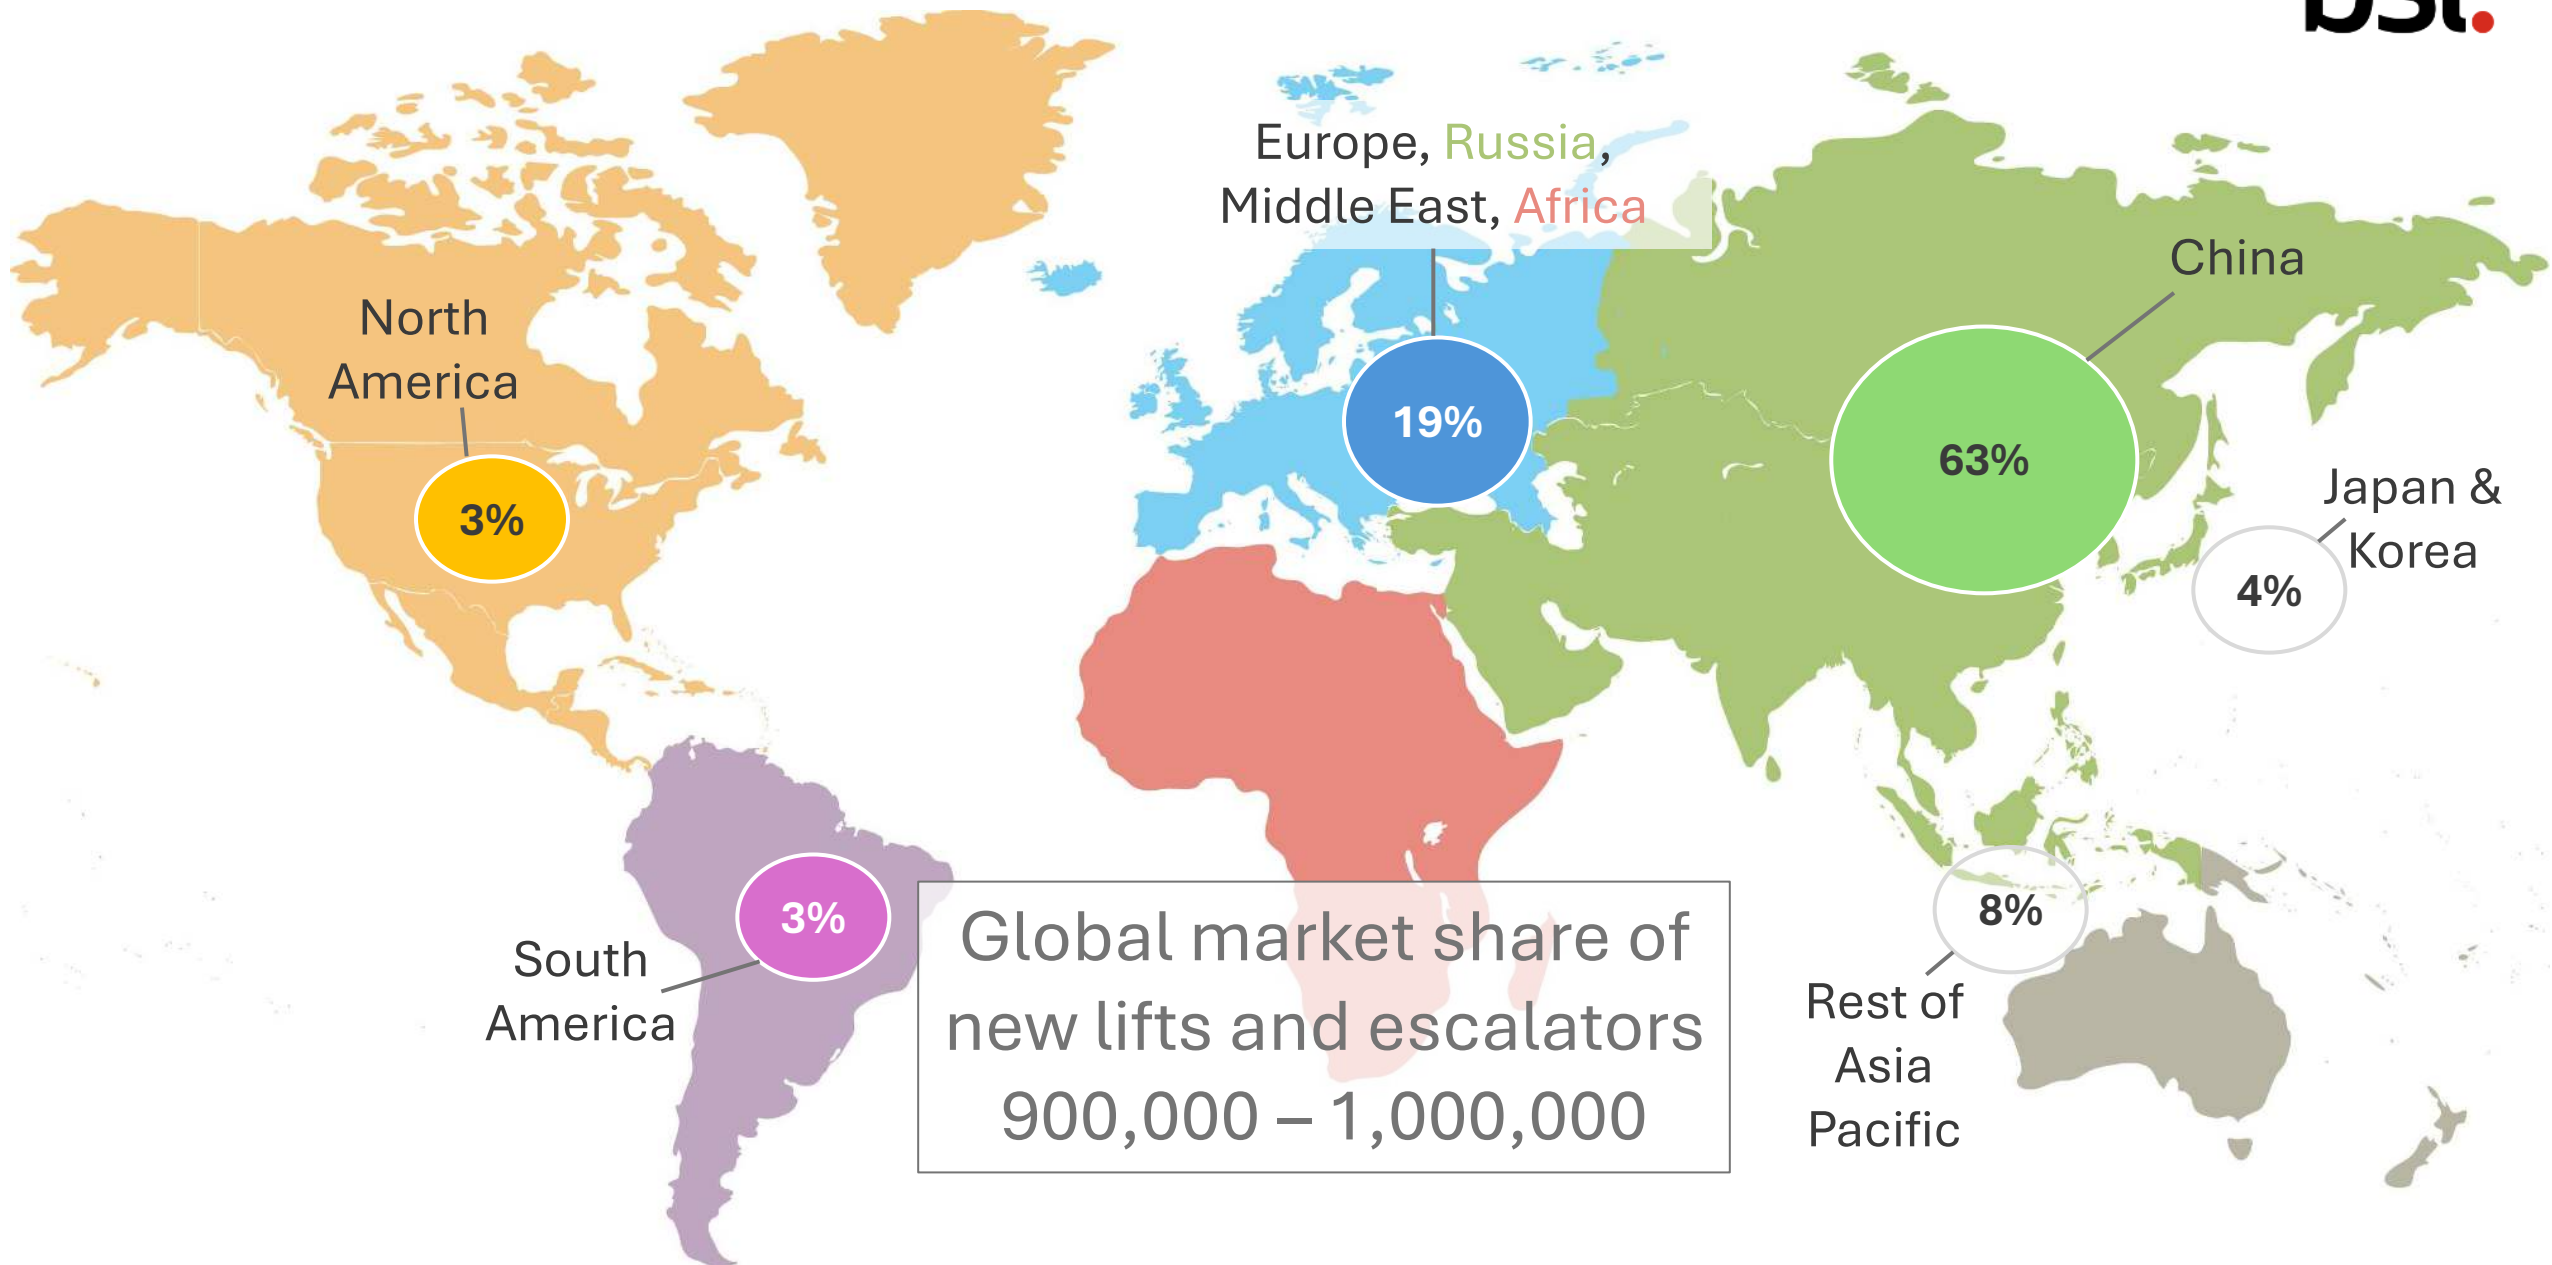 Europe, Russia,
Middle East, Africa
China
North
America
19%
63%
Japan &
Korea
3%
4%
3%
8%
South
America
Global market share of
new lifts and escalators
900,000 – 1,000,000
Rest of
Asia
Pacific